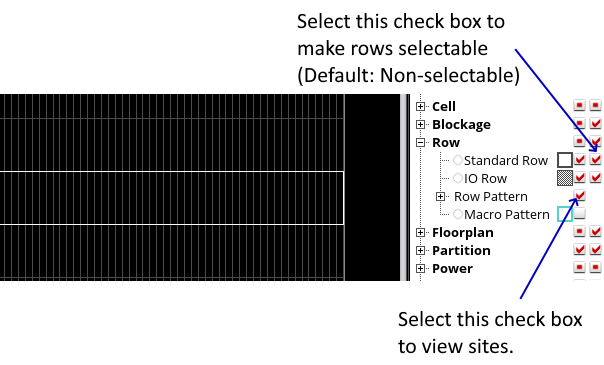 Select this check box to
make rows selectable
(Default: Non-selectable)
Cell
Blockage
Row
Standard Row
IO Row
Row Pattern
Macro Pattern
Floorplan
Partition
Power
Select this check box
to view sites.